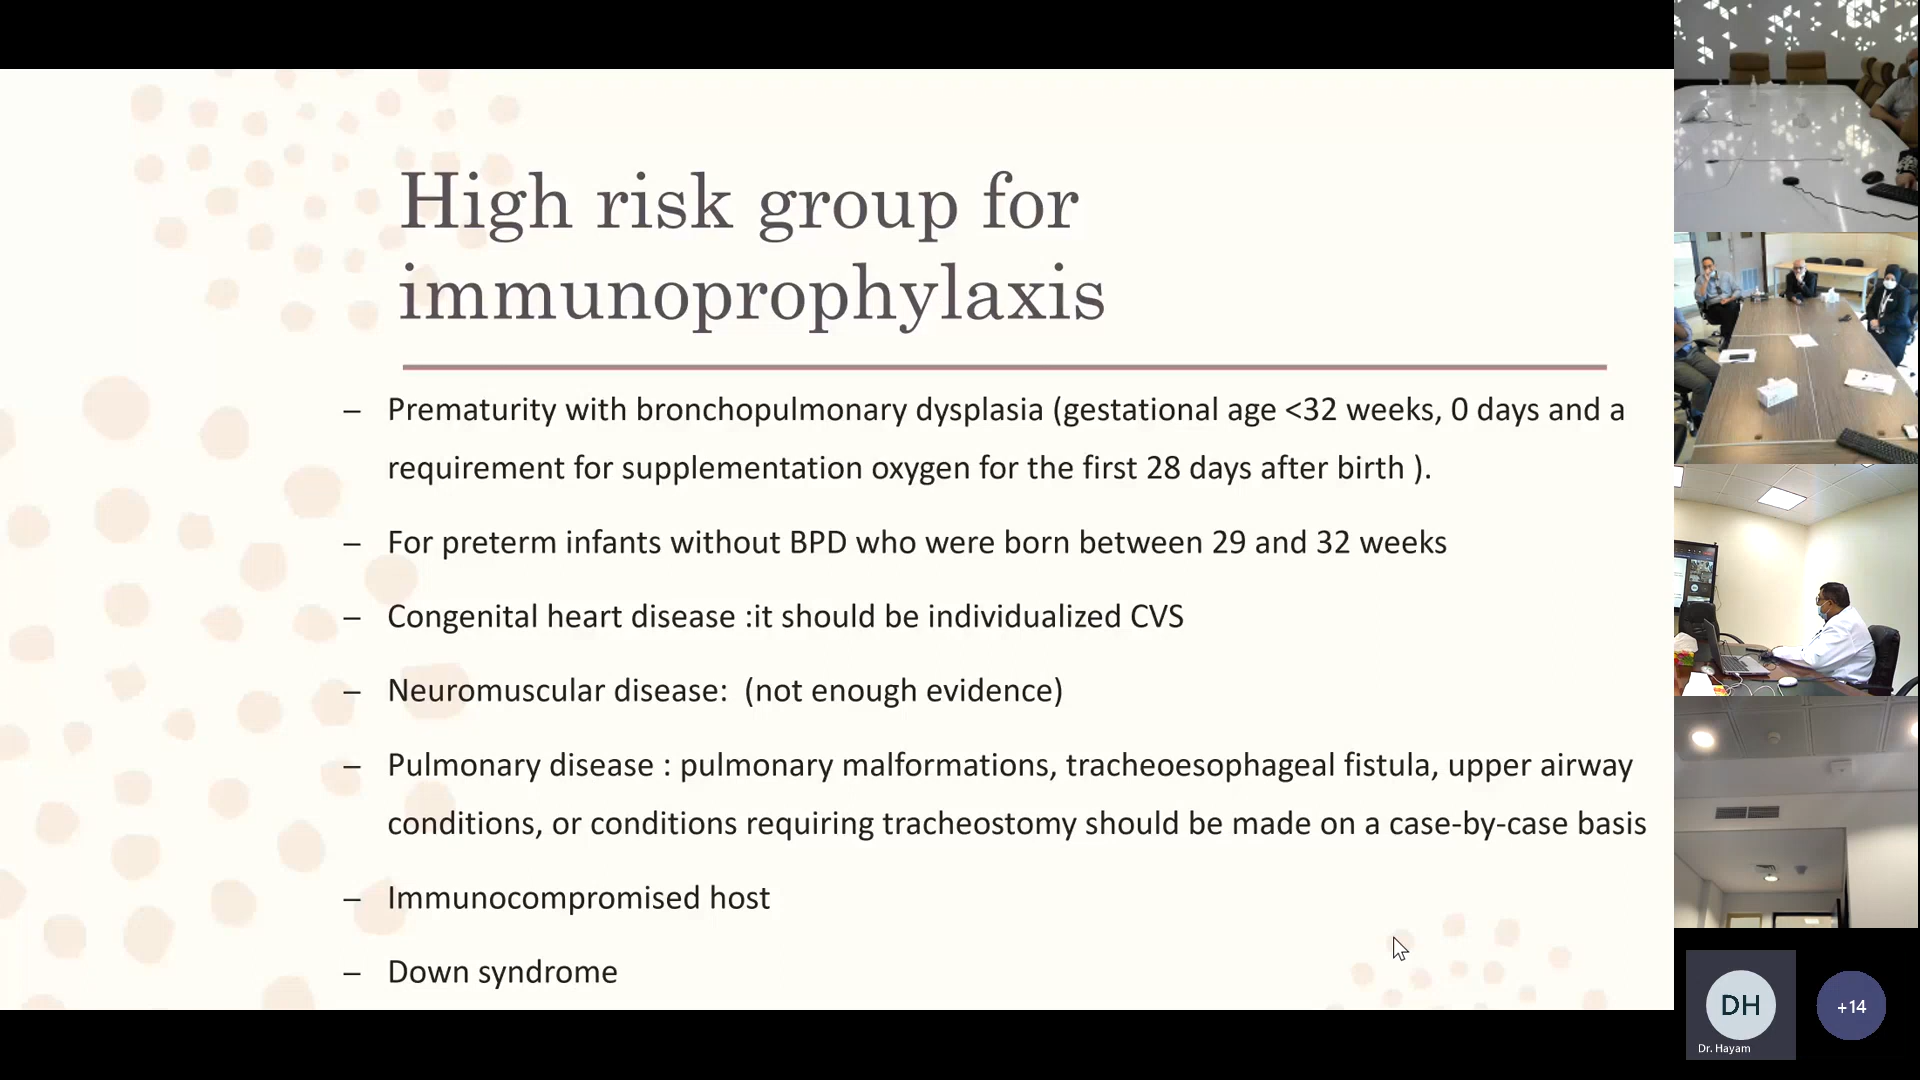 High risk group for
immunoprophylaxis
– Prematurity with bronchopulmonary dysplasia (gestational age <32 weeks, 0 days and a
requirement for supplementation oxygen for the first 28 days after birth ).
– For preterm infants without BPD who were born between 29 and 32 weeks
– Congenital heart disease :it should be individualized CVS
– Neuromuscular disease: (not enough evidence)
– Pulmonary disease : pulmonary malformations, tracheoesophageal fistula, upper airway
conditions, or conditions requiring tracheostomy should be made on a case-by-case basis
– Immunocompromised host
– Down syndrome
DH
Dr. Hayam
+14